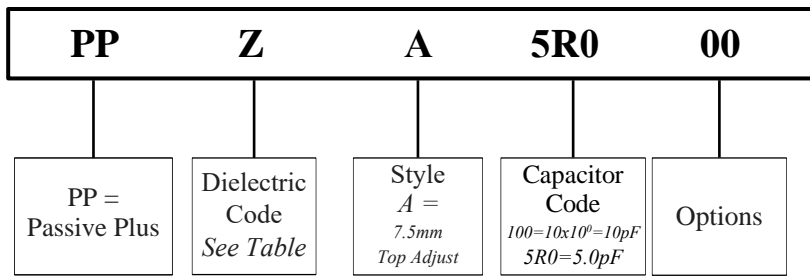 PP Z A 5R0 00
PP =
Passive Plus
Dielectric
Code
See Table
Style
A =
7.5mm
Top Adjust
Capacitor
Code
100=10x10⁰=10pF
5R0=5.0pF
Options